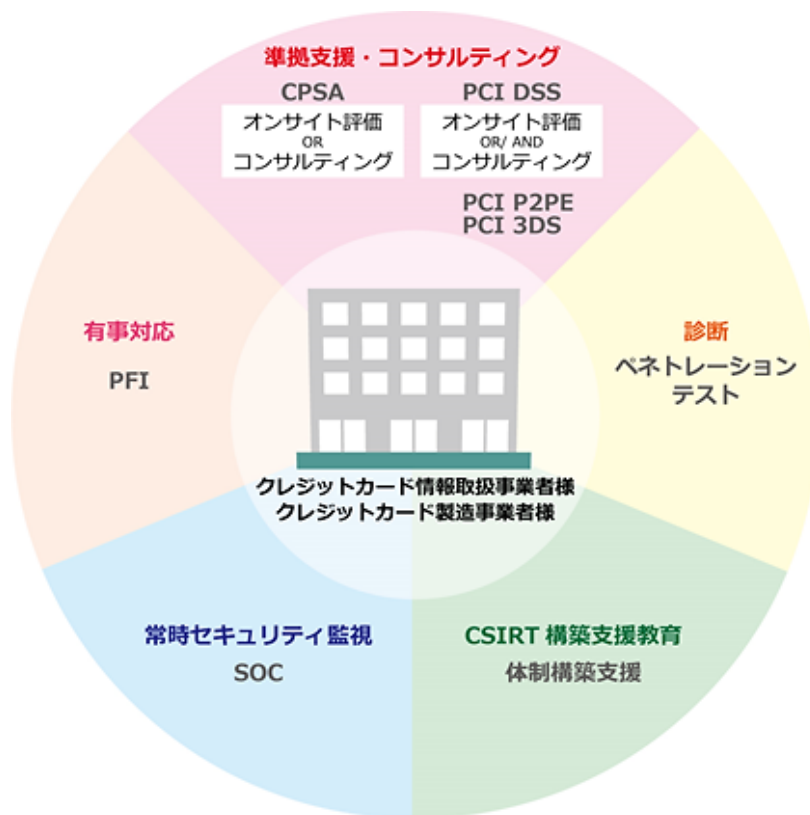 準拠支援・コンサルティング
CPSA
オンサイト評価
OR
コンサルティング
PCI DSS
オンサイト評価
OR/ AND
コンサルティング
PCI P2PE
PCI 3DS
有事対応
PFI
診断
ペネトレーション
テスト
クレジットカード情報取扱事業者様
クレジットカード製造事業者様
常時セキュリティ監視
SOC
CSIRT 構築支援教育
体制構築支援